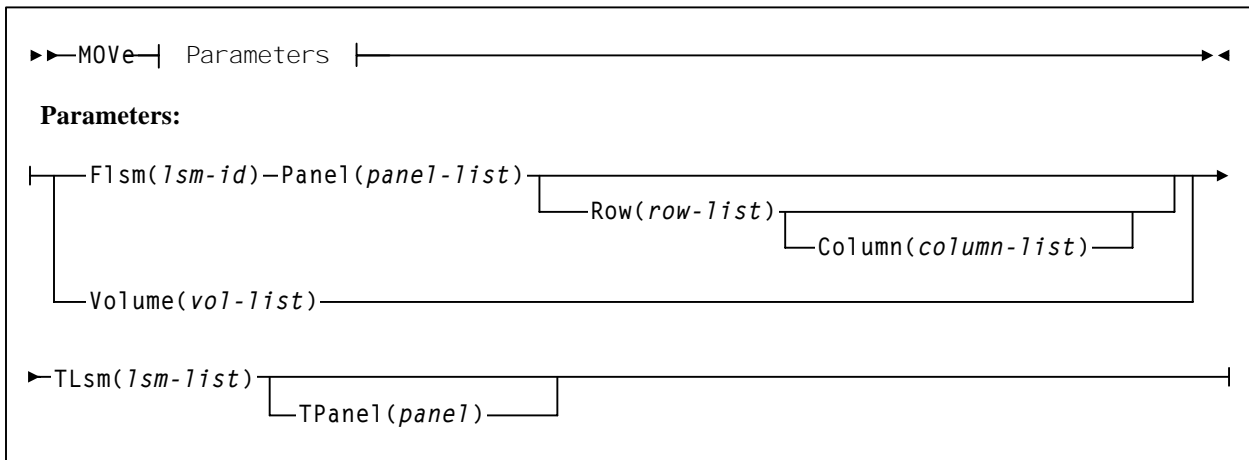 MOVe Parameters
Parameters:
Flsm(lsm-id) Panel(panel-list)
Row(row-list)
Column(column-list)
Volume(vol-list)
TLsm(lsm-list)
TPanel(panel)